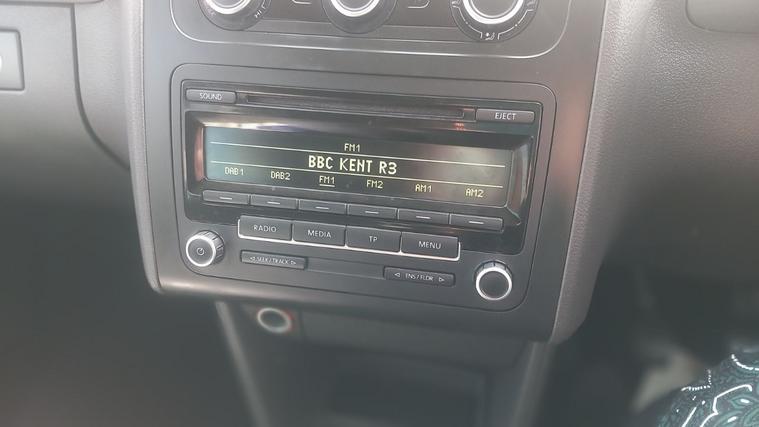 SOUND
EJECT
FM1
BBC KENT R3
DAB1 DAB2 FM1 FM2 AM1 AM2
RADIO MEDIA TP MENU
SEEK/TRACK
ENS/FLDR